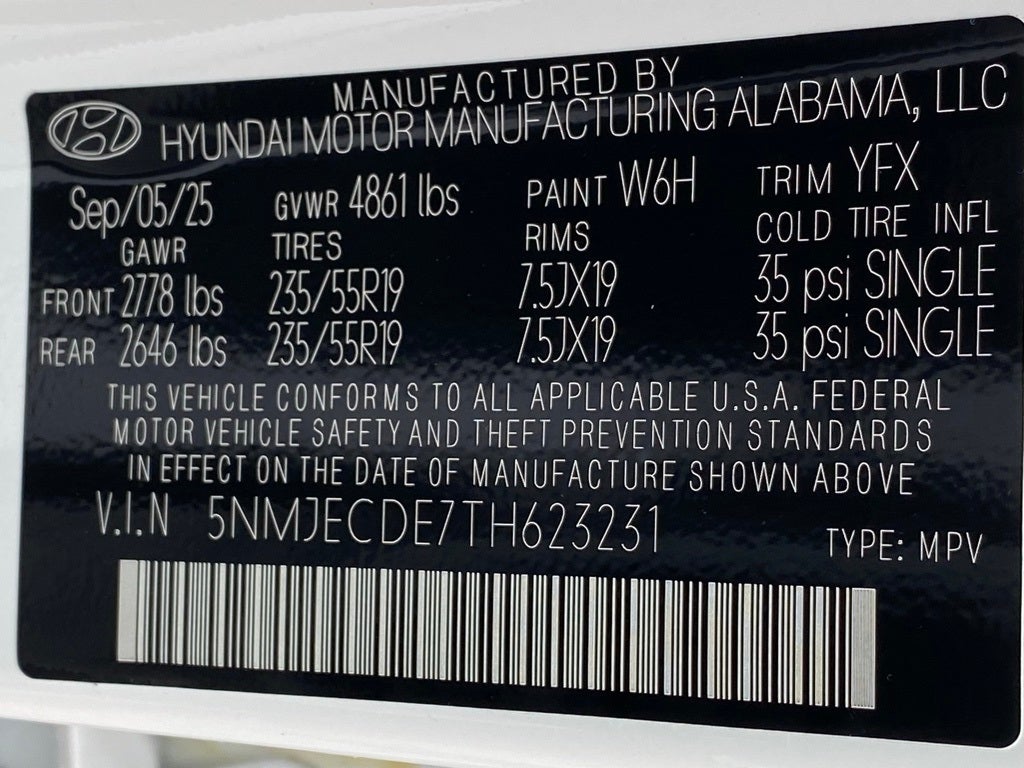 MANUFACTURED BY
HYUNDAI MOTOR MANUFACTURING ALABAMA, LLC
Sep/05/25 GVWR 4861 lbs PAINT W6H TRIM YFX
GAWR TIRES RIMS COLD TIRE INFL
FRONT 2778 lbs 235/55R19 7.5JX19 35 psi SINGLE
REAR 2646 lbs 235/55R19 7.5JX19 35 psi SINGLE
THIS VEHICLE CONFORMS TO ALL APPLICABLE U.S.A. FEDERAL
MOTOR VEHICLE SAFETY AND THEFT PREVENTION STANDARDS
IN EFFECT ON THE DATE OF MANUFACTURE SHOWN ABOVE
V.I.N 5NMJECDE7TH623231 TYPE: MPV